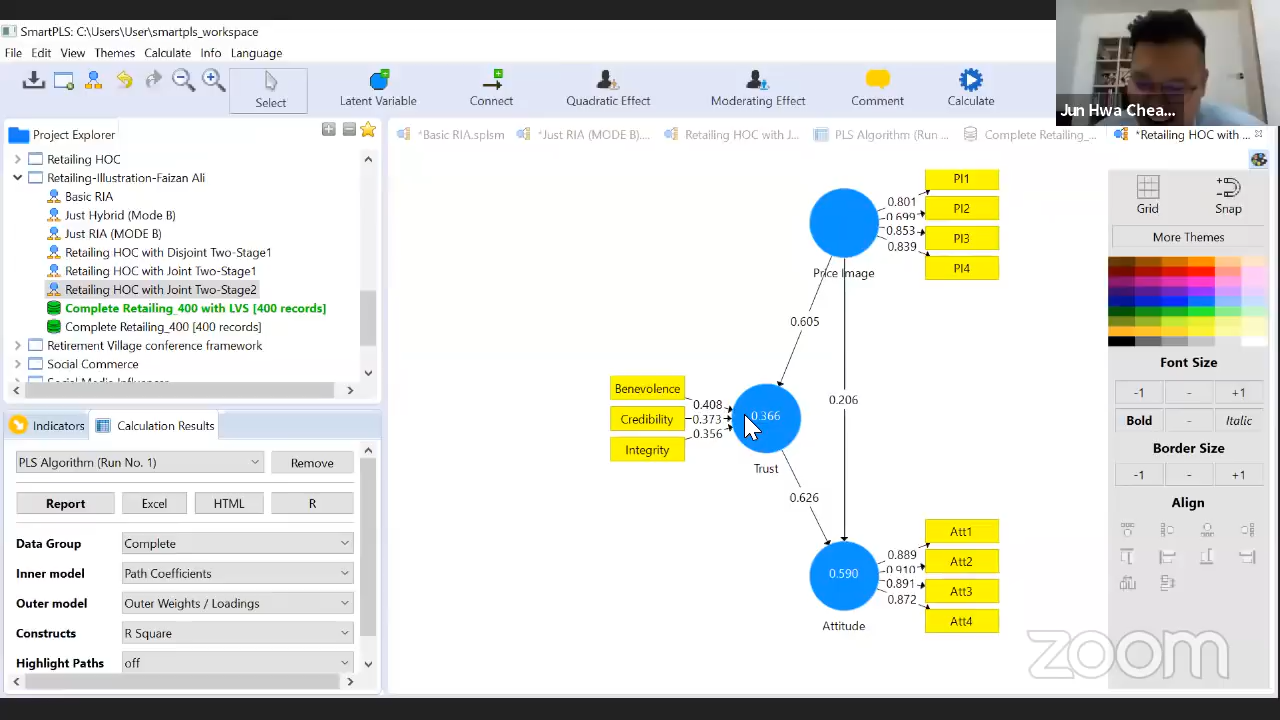 SmartPLS: C:\Users\User\smartpls_workspace
File Edit View Themes Calculate Info Language
Select
Latent Variable
Connect
Quadratic Effect
Moderating Effect
Comment
Calculate
Jun Hwa Chea...
Project Explorer
*Basic RIA.splsm
*Just RIA (MODE B)....
Retailing HOC with J...
PLS Algorithm (Run ...
Complete Retailing_...
*Retailing HOC with ...
Retailing HOC
Retailing-Illustration-Faizan Ali
Basic RIA
Just Hybrid (Mode B)
Just RIA (MODE B)
Retailing HOC with Disjoint Two-Stage1
Retailing HOC with Joint Two-Stage1
Retailing HOC with Joint Two-Stage2
Complete Retailing_400 with LVS [400 records]
Complete Retailing_400 [400 records]
Retirement Village conference framework
Social Commerce
Social Media Influencer
Indicators
Calculation Results
PLS Algorithm (Run No. 1)
Remove
Report
Excel
HTML
R
Data Group
Complete
Inner model
Path Coefficients
Outer model
Outer Weights / Loadings
Constructs
R Square
Highlight Paths
off
PI1
PI2
PI3
PI4
0.801
0.699
0.853
0.839
Price Image
0.605
0.206
Benevolence
Credibility
Integrity
0.408
0.373
0.356
0.366
Trust
0.626
0.590
Attitude
0.889
0.910
0.891
0.872
Att1
Att2
Att3
Att4
Grid
Snap
More Themes
Font Size
-1
-
+1
Bold
-
Italic
Border Size
-1
-
+1
Align
zoom